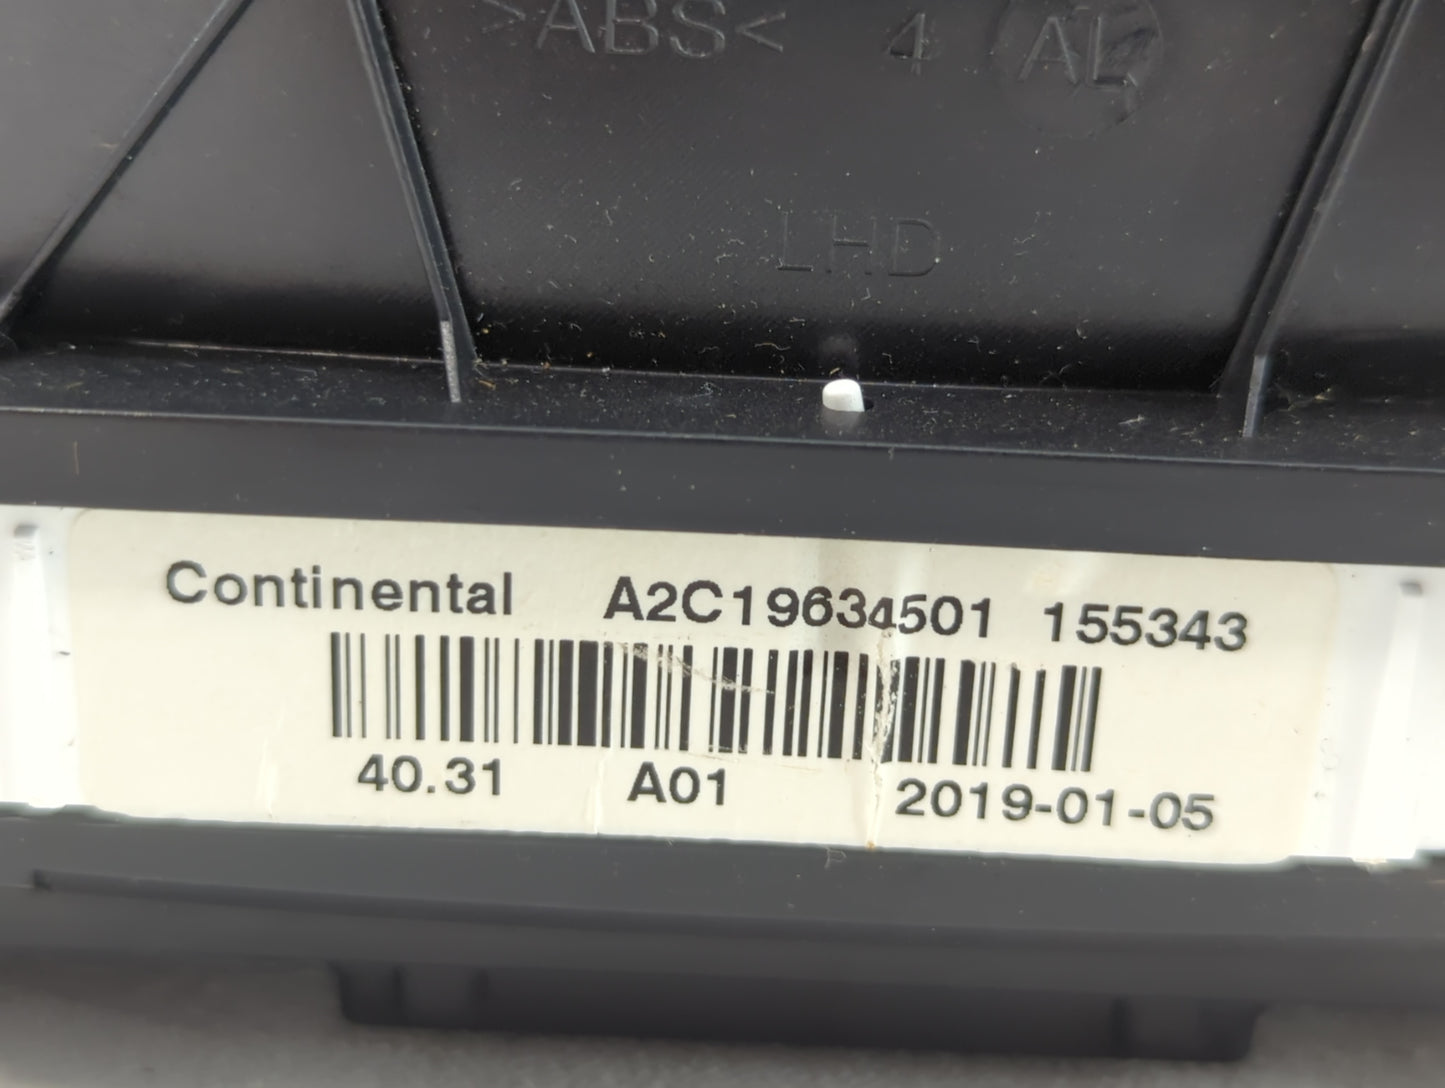 >ABS< 4 AL
LHD
Continental A2C19634501 155343
40.31 A01 2019-01-05